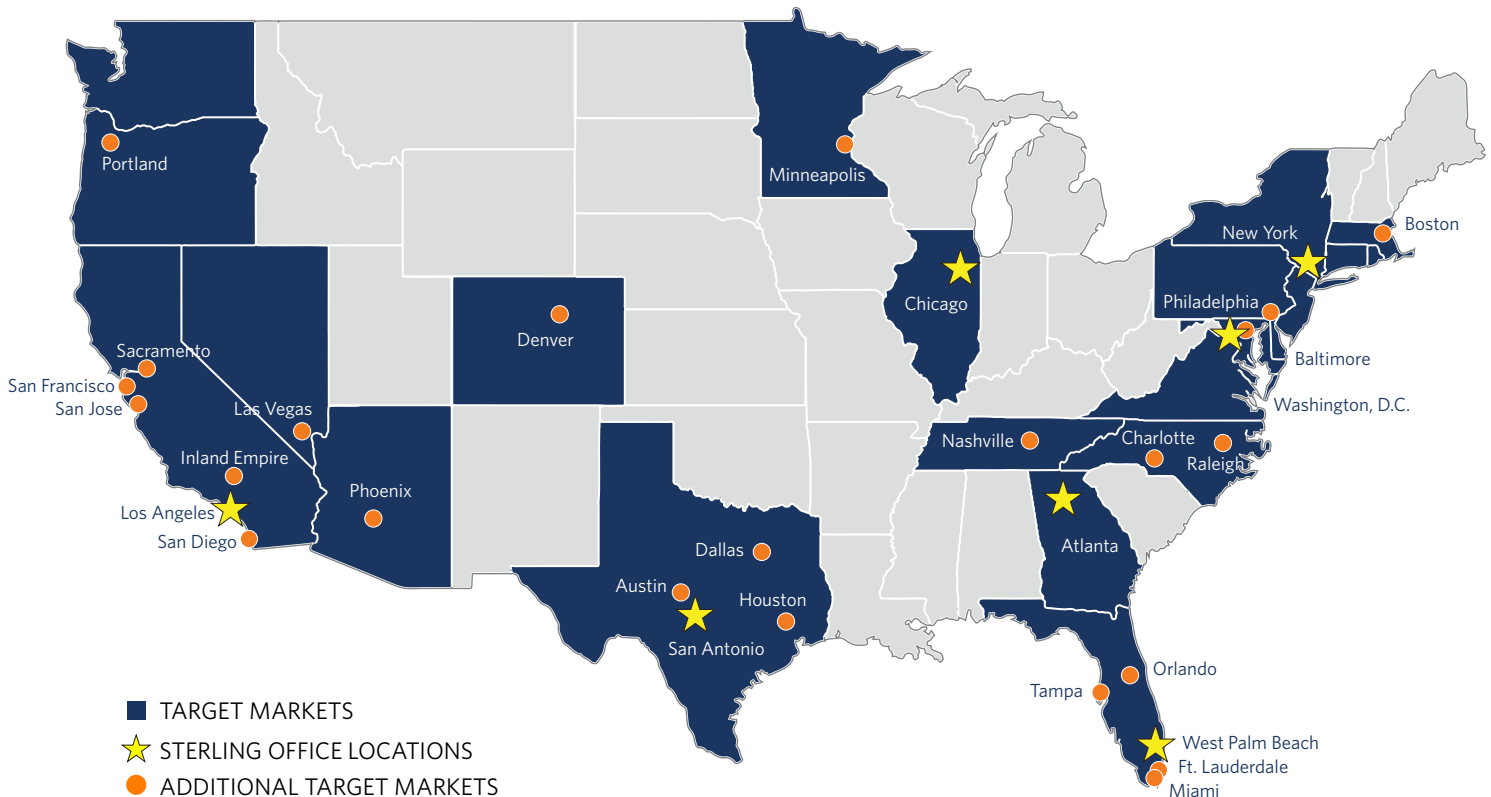 Portland
Minneapolis
Boston
New York
Chicago
Philadelphia
Denver
Sacramento
Baltimore
San Francisco
San Jose
Washington, D.C.
Las Vegas
Nashville
Charlotte
Raleigh
Inland Empire
Phoenix
Los Angeles
San Diego
Atlanta
Dallas
Austin
Houston
San Antonio
Orlando
Tampa
West Palm Beach
Ft. Lauderdale
Miami
TARGET MARKETS
STERLING OFFICE LOCATIONS
ADDITIONAL TARGET MARKETS